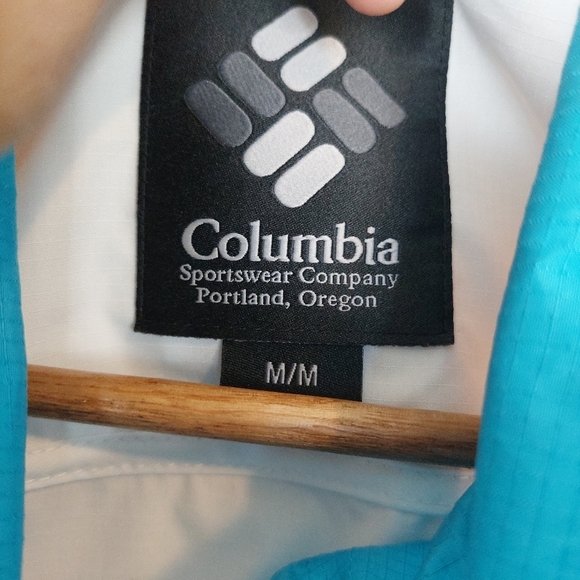 Columbia
Sportswear Company
Portland, Oregon
M/M